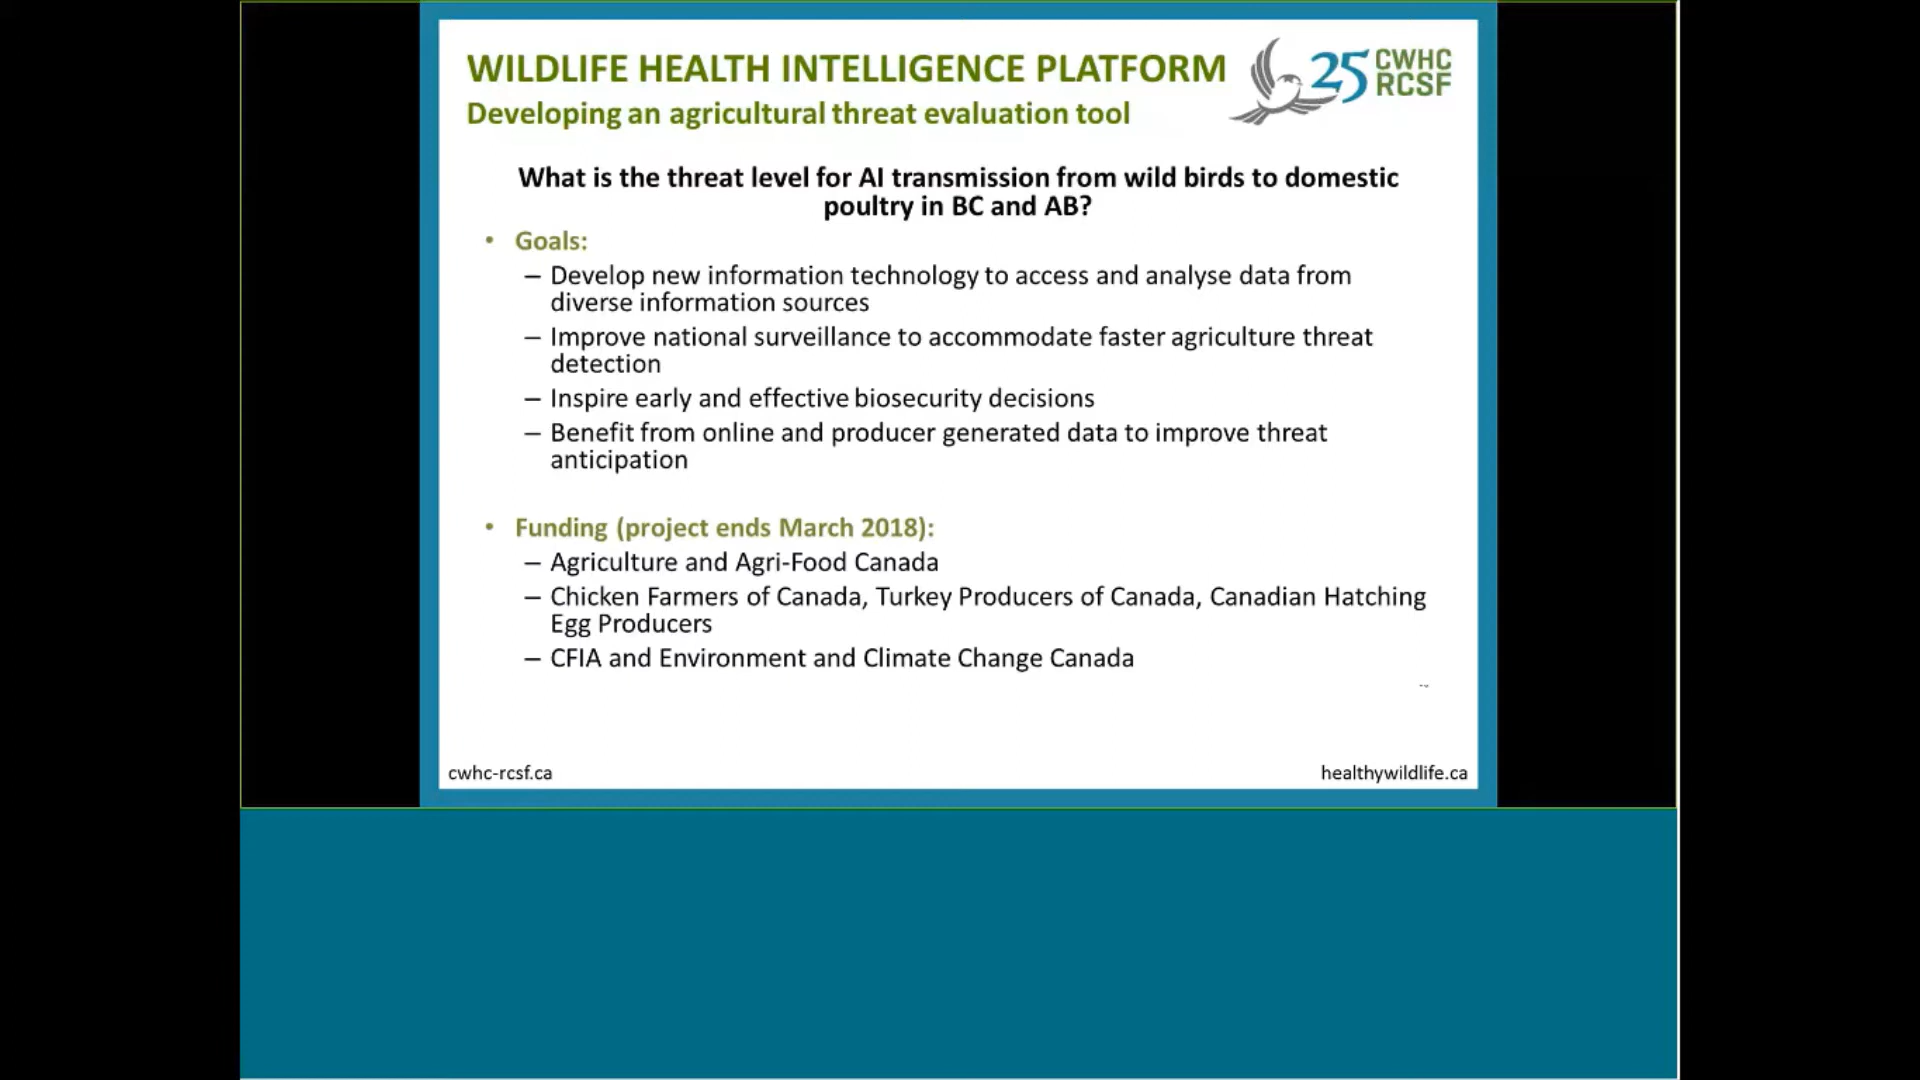 WILDLIFE HEALTH INTELLIGENCE PLATFORM
Developing an agricultural threat evaluation tool
25 CWHC
RCSF
What is the threat level for AI transmission from wild birds to domestic
poultry in BC and AB?
• Goals:
– Develop new information technology to access and analyse data from
diverse information sources
– Improve national surveillance to accommodate faster agriculture threat
detection
– Inspire early and effective biosecurity decisions
– Benefit from online and producer generated data to improve threat
anticipation
• Funding (project ends March 2018):
– Agriculture and Agri-Food Canada
– Chicken Farmers of Canada, Turkey Producers of Canada, Canadian Hatching
Egg Producers
– CFIA and Environment and Climate Change Canada
cwhc-rcsf.ca
healthywildlife.ca